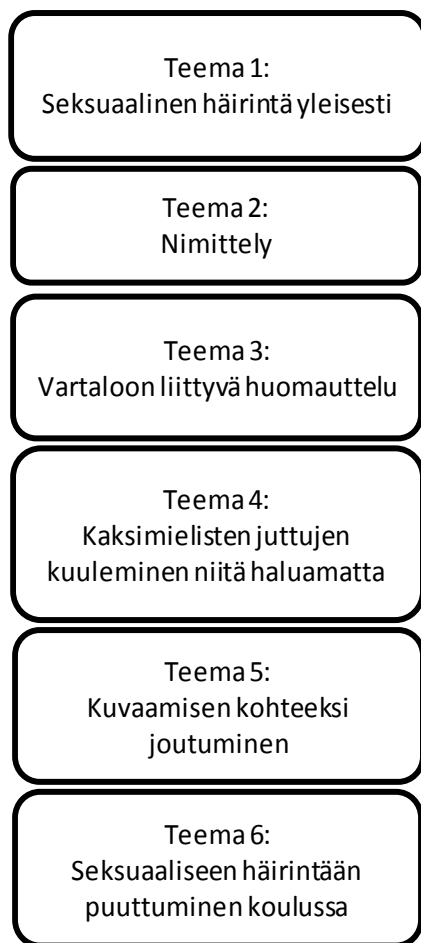 Teema 1:
Seksuaalinen häirintä yleisesti
Teema 2:
Nimittely
Teema 3:
Vartaloon liittyvä huomauttelu
Teema 4:
Kaksimielisten juttujen
kuuleminen niitä haluamatta
Teema 5:
Kuvaamisen kohteeksi
joutuminen
Teema 6:
Seksuaaliseen häirintään
puuttuminen koulussa